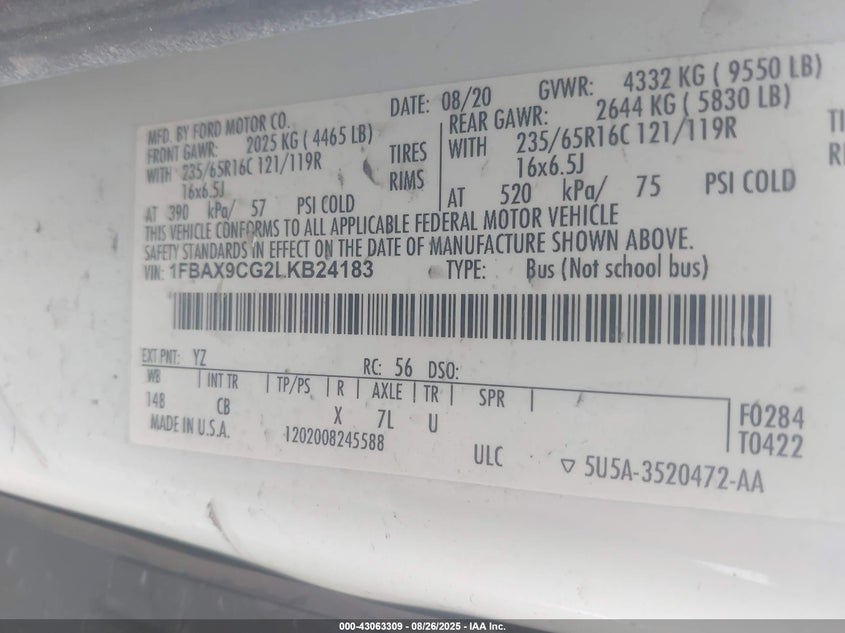 MFD. BY FORD MOTOR CO.
DATE: 08/20 GVWR: 4332 KG ( 9550 LB)
FRONT GAWR: 2025 KG ( 4465 LB) REAR GAWR: 2644 KG ( 5830 LB)
WITH 235/65R16C 121/119R TIRES WITH 235/65R16C 121/119R
16x6.5J RIMS 16x6.5J
AT 390 kPa/ 57 PSI COLD AT 520 kPa/ 75 PSI COLD
THIS VEHICLE CONFORMS TO ALL APPLICABLE FEDERAL MOTOR VEHICLE
SAFETY STANDARDS IN EFFECT ON THE DATE OF MANUFACTURE SHOWN ABOVE.
VIN: 1FBAX9CG2LKB24183 TYPE: Bus (Not school bus)
EXT PNT: YZ RC: 56 DSO:
WB INT TR TP/PS R AXLE TR SPR
148 CB X 7L U
F0284
T0422
MADE IN U.S.A. 1202008245588 ULC 5U5A-3520472-AA
000-43063309 - 08/26/2025 - IAA Inc.